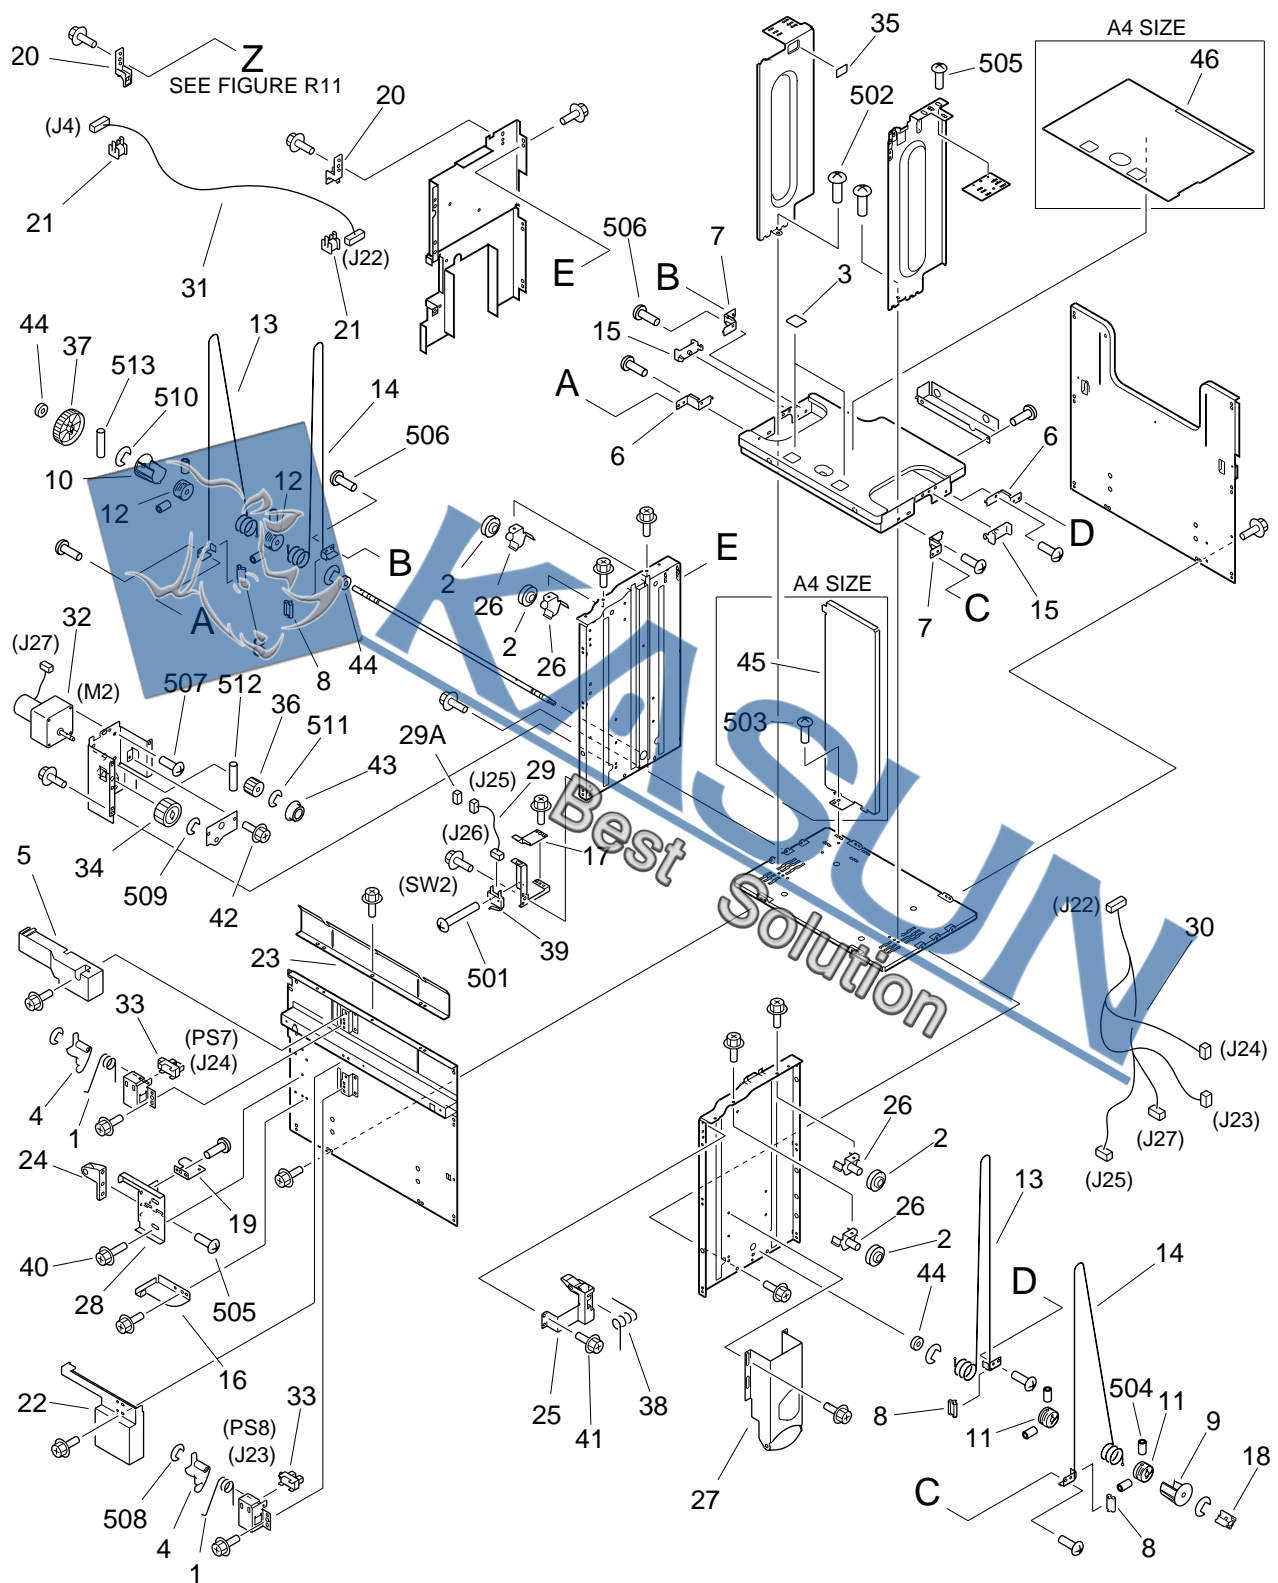 A4 SIZE
20
Z
SEE FIGURE R11
35
505
46
20
502
(J4)
21
31
(J22)
21
E
506
7
B
3
15
A
6
44
37
513
510
13
14
506
10
12
12
B
A
2
26
2
26
E
6
D
15
7
C
A4 SIZE
45
503
32
(J27)
(M2)
507
512
36
511
43
8
44
29A
(J25)
29
(J26)
17
(SW2)
39
501
5
34
509
42
23
33
(PS7)
(J24)
4
1
24
19
40
28
505
16
22
(PS8)
(J23)
33
508
4
1
(J22)
30
(J24)
(J23)
(J27)
(J25)
26
2
26
2
13
D
14
44
25
41
38
27
8
11
504
11
9
18
C
8
KASUN
Best Solution